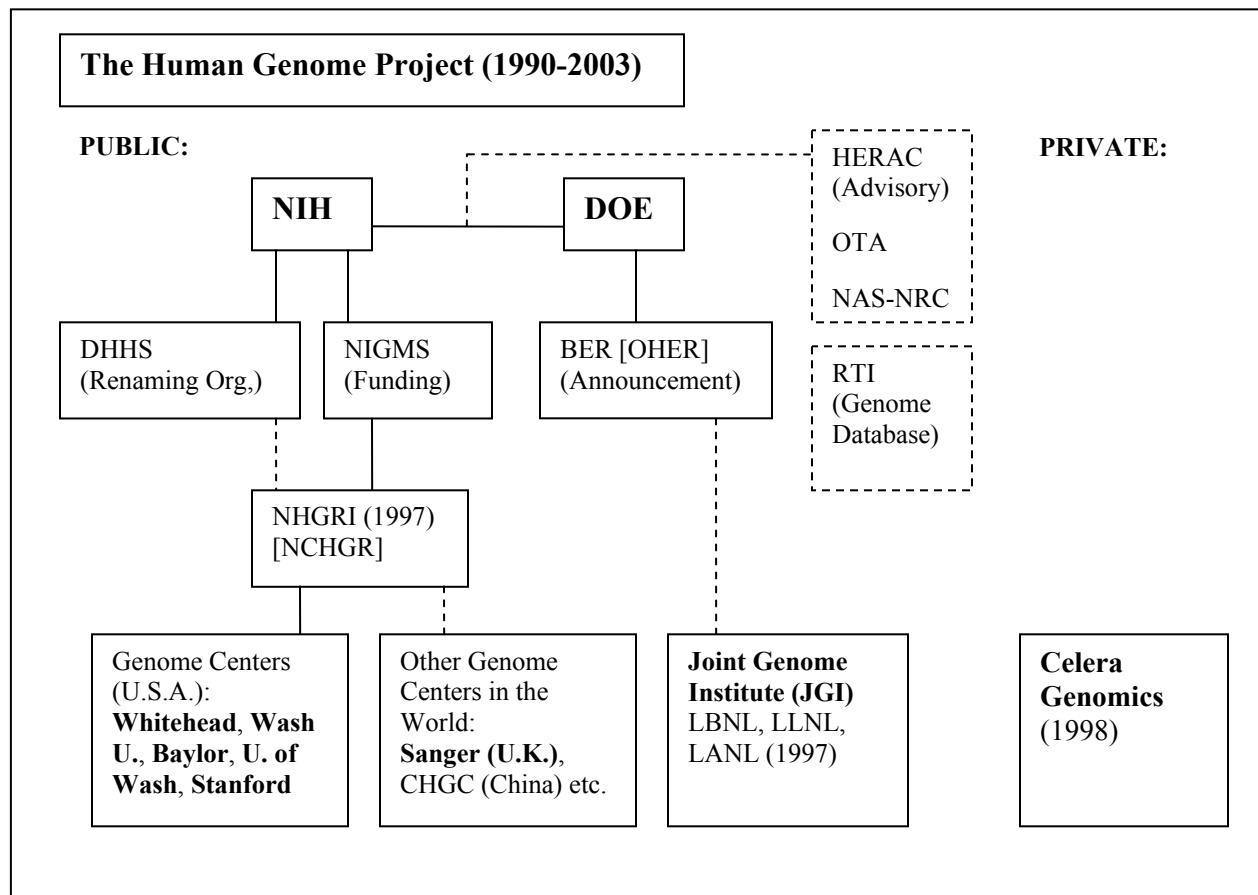 The Human Genome Project (1990-2003)
PUBLIC:
PRIVATE:
HERAC
(Advisory)
OTA
NAS-NRC
NIH
DOE
DHHS
(Renaming Org,)
NIGMS
(Funding)
BER [OHER]
(Announcement)
RTI
(Genome
Database)
NHGRI (1997)
[NCHGR]
Genome Centers
(U.S.A.):
Whitehead, Wash
U., Baylor, U. of
Wash, Stanford
Other Genome
Centers in the
World:
Sanger (U.K.),
CHGC (China) etc.
Joint Genome
Institute (JGI)
LBNL, LLNL,
LANL (1997)
Celera
Genomics
(1998)